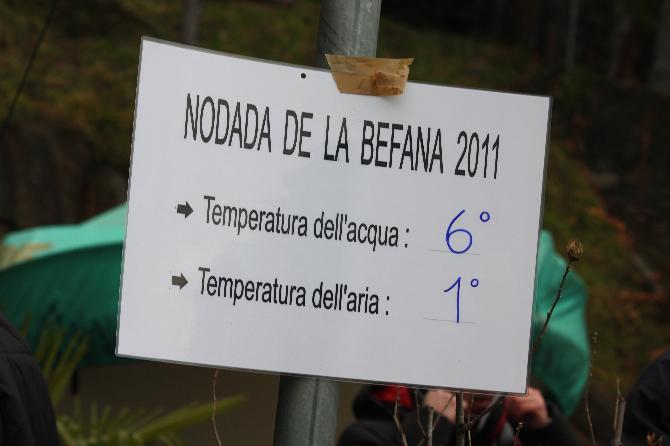 NODADA DE LA BEFANA 2011
➡ Temperatura dell'acqua : 6°
➡ Temperatura dell'aria : 1°